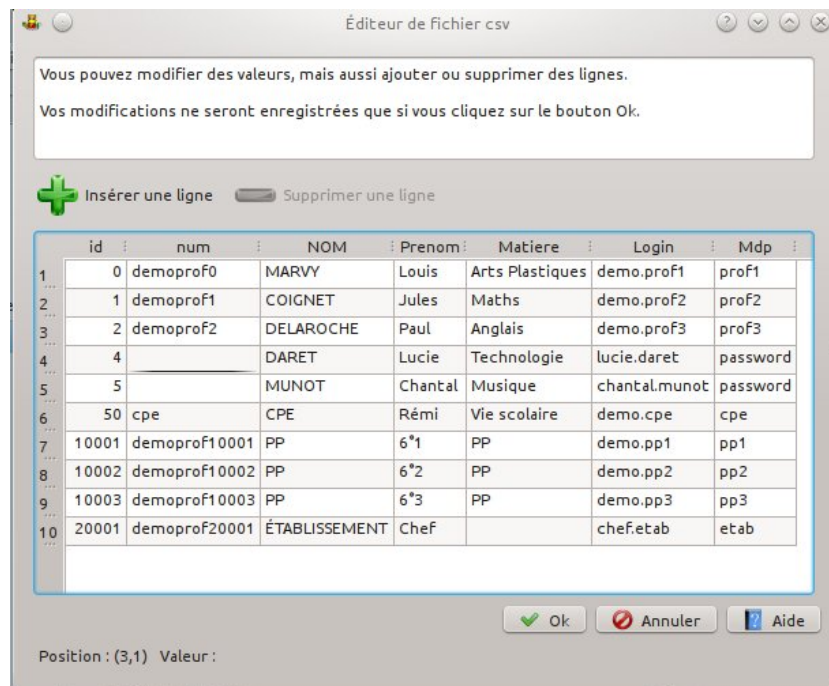 Éditeur de fichier csv
Vous pouvez modifier des valeurs, mais aussi ajouter ou supprimer des lignes.
Vos modifications ne seront enregistrées que si vous cliquez sur le bouton Ok.
Insérer une ligne Supprimer une ligne
id num NOM Prenom Matiere Login Mdp
1 0 demoprof0 MARVY Louis Arts Plastiques demo.prof1 prof1
2 1 demoprof1 COIGNET Jules Maths demo.prof2 prof2
3 2 demoprof2 DELAROCHE Paul Anglais demo.prof3 prof3
4 4 DARET Lucie Technologie lucie.daret password
5 5 MUNOT Chantal Musique chantal.munot password
6 50 cpe CPE Rémi Vie scolaire demo.cpe cpe
7 10001 demoprof10001 PP 6°1 PP demo.pp1 pp1
8 10002 demoprof10002 PP 6°2 PP demo.pp2 pp2
9 10003 demoprof10003 PP 6°3 PP demo.pp3 pp3
10 20001 demoprof20001 ÉTABLISSEMENT Chef chef.etab etab
Ok Annuler Aide
Position : (3,1) Valeur :